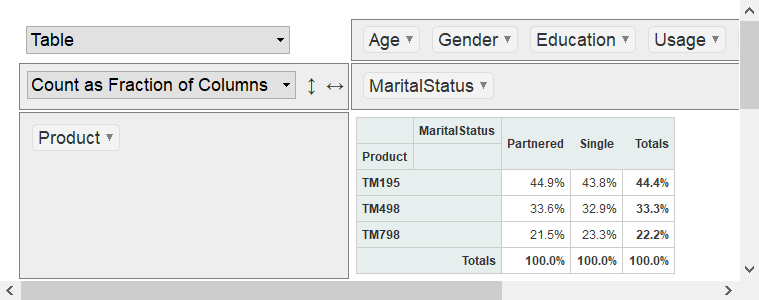 Table
Age Gender Education Usage
Count as Fraction of Columns ↕ ↔
MaritalStatus
Product
MaritalStatus Partnered Single Totals
Product
TM195 44.9% 43.8% 44.4%
TM498 33.6% 32.9% 33.3%
TM798 21.5% 23.3% 22.2%
Totals 100.0% 100.0% 100.0%